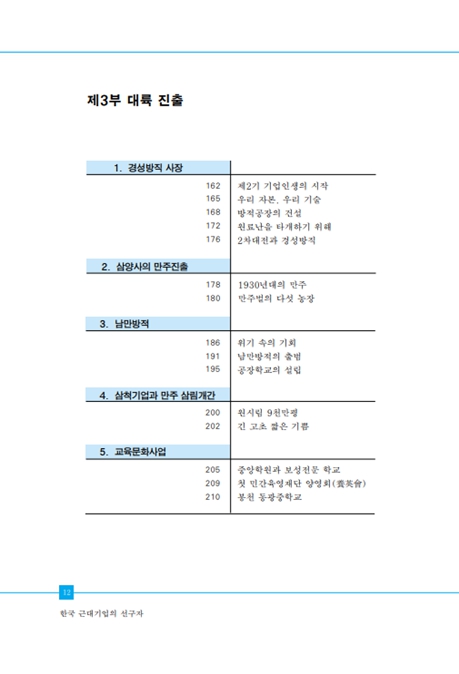 제3부 대륙 진출
1. 경성방직 사장
162 제2기 기업인생의 시작
165 우리 자본, 우리 기술
168 방적공장의 건설
172 원료난을 타개하기 위해
176 2차대전과 경성방직
2. 삼양사의 만주진출
178 1930년대의 만주
180 만주벌의 다섯 농장
3. 남만방적
186 위기 속의 기회
191 남만방적의 출범
195 공장학교의 설립
4. 삼척기업과 만주 삼림개간
200 원시림 9천만평
202 긴 고초 짧은 기쁨
5. 교육문화사업
205 중앙학원과 보성전문 학교
209 첫 민간육영재단 양영회(養英會)
210 봉천 동광중학교
12
한국 근대기업의 선구자